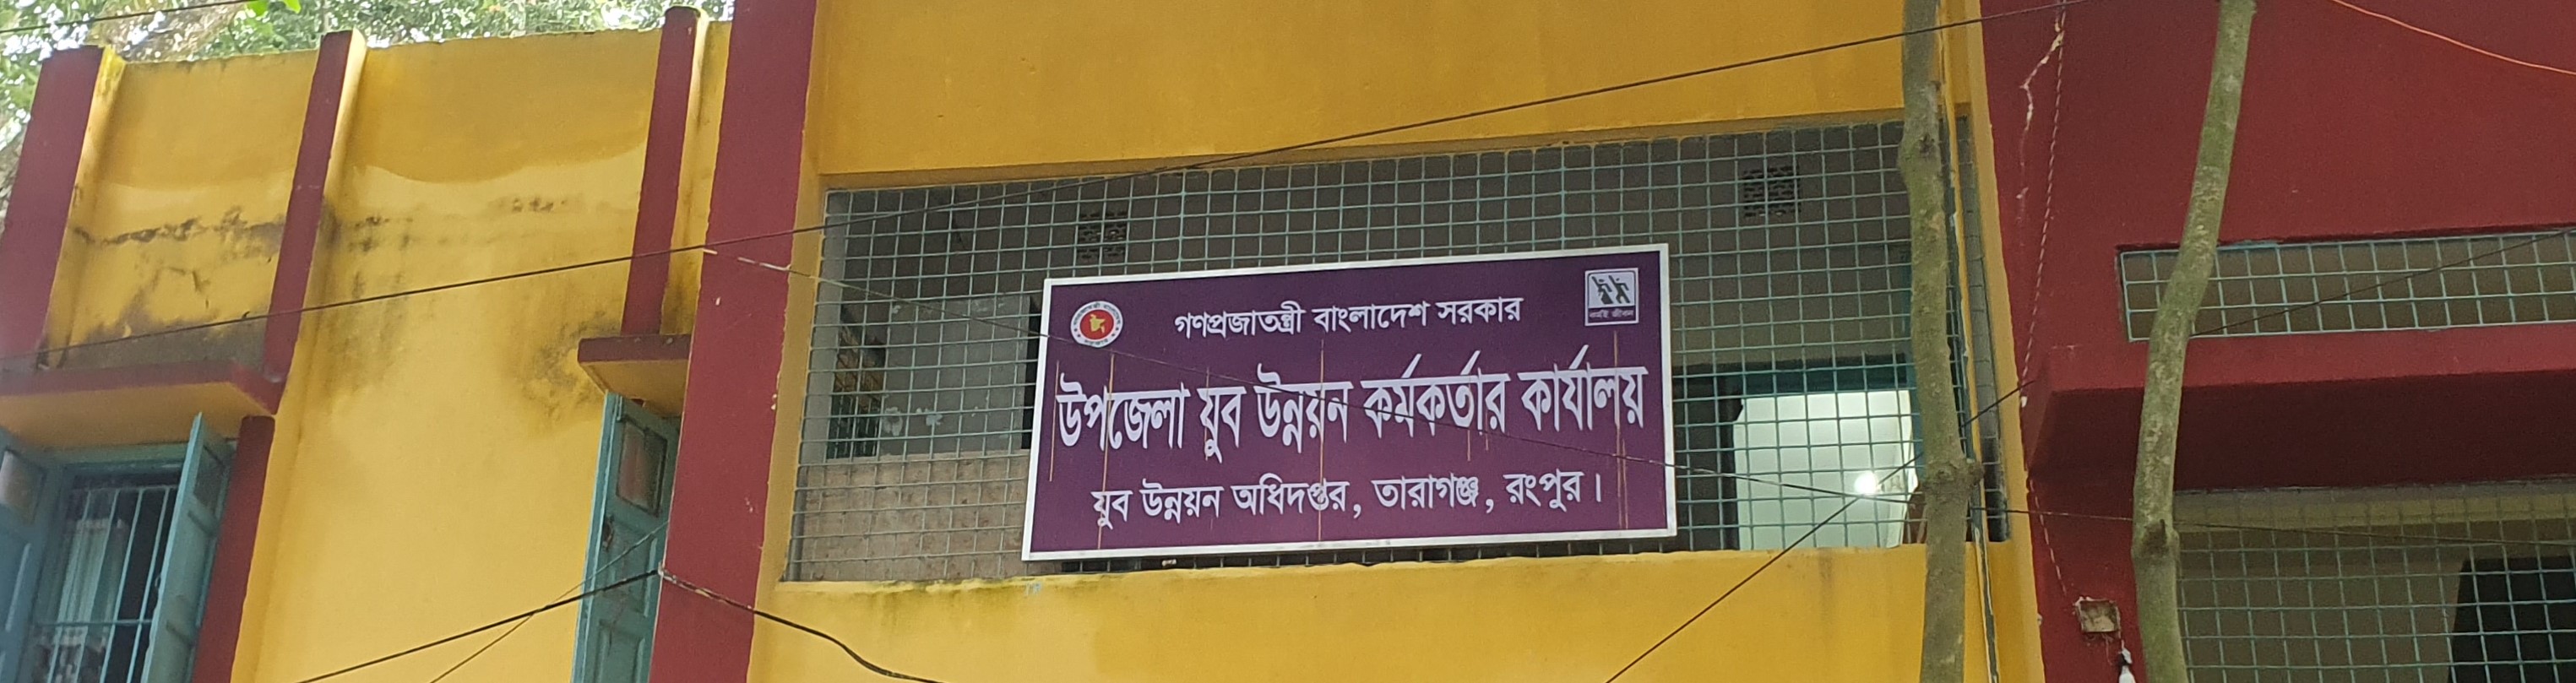 গণপ্রজাতন্ত্রী বাংলাদেশ সরকার
উপজেলা যুব উন্নয়ন কর্মকর্তার কার্যালয়
যুব উন্নয়ন অধিদপ্তর, তারাগঞ্জ, রংপুর।